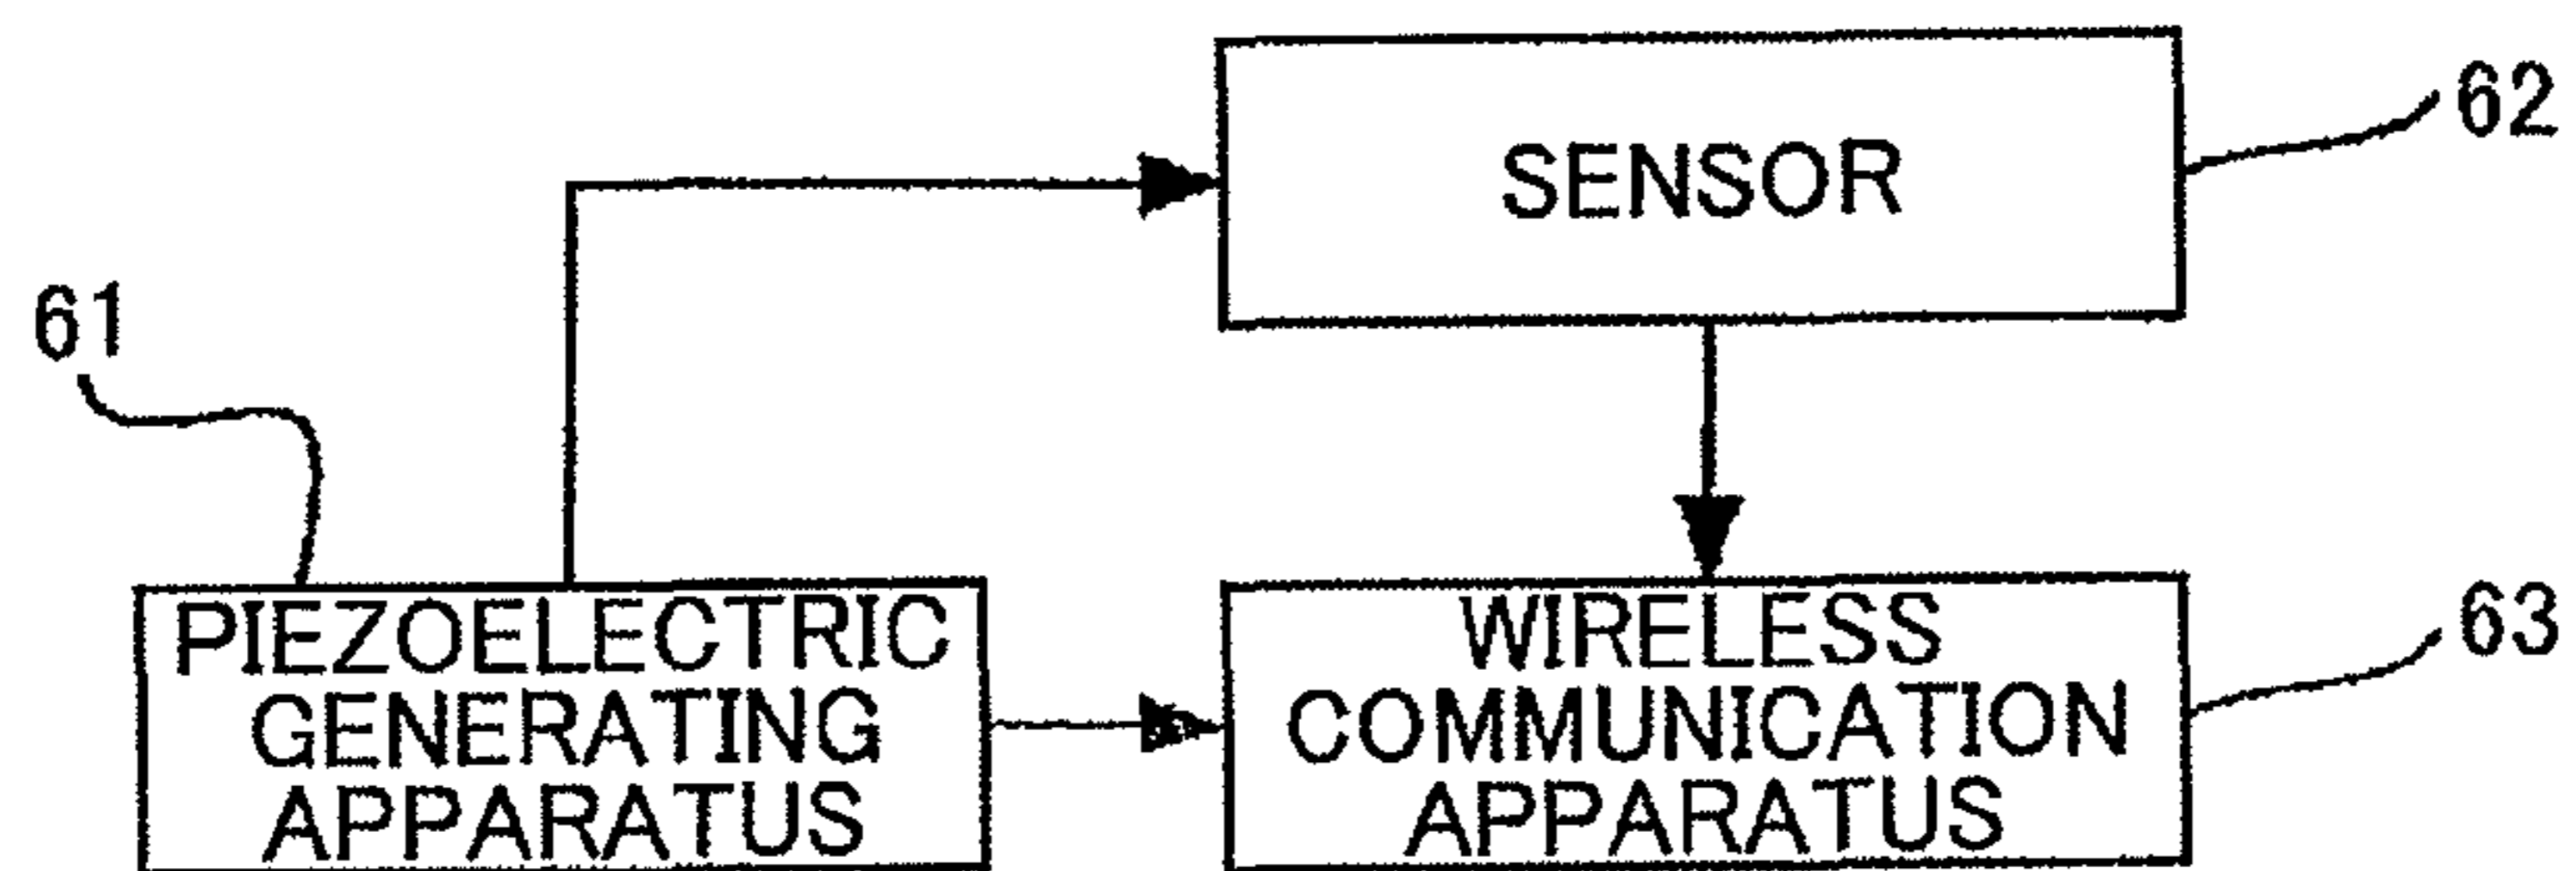 62
SENSOR
61
PIEZOELECTRIC
GENERATING
APPARATUS
WIRELESS
COMMUNICATION
APPARATUS
63